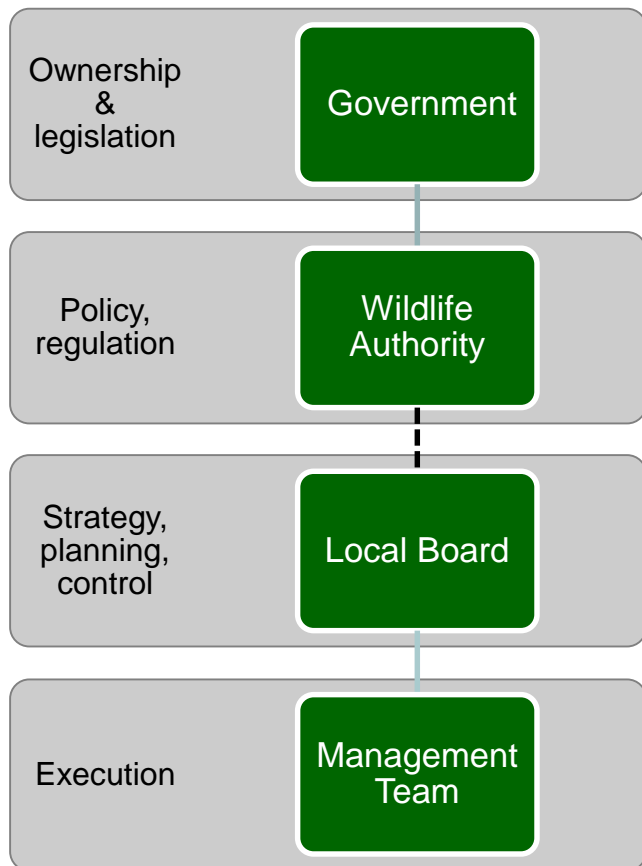 Ownership
&
legislation
Government
Policy,
regulation
Wildlife
Authority
Strategy,
planning,
control
Local Board
Execution
Management
Team